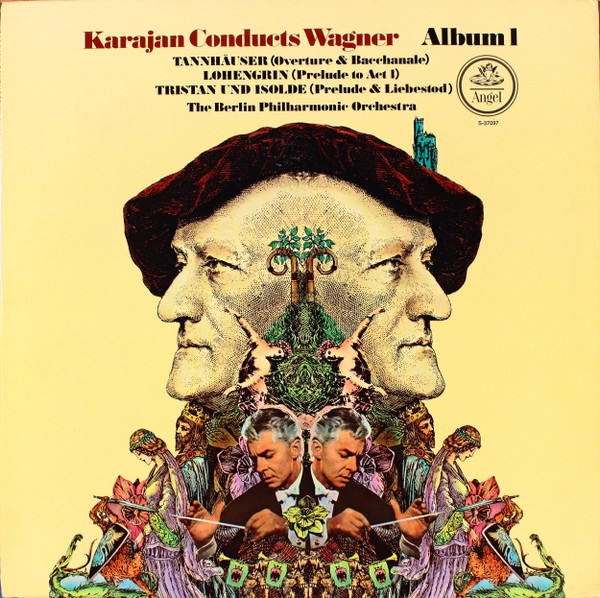 Karajan Conducts Wagner Album 1
TANNHÄUSER (Overture & Bacchanale)
LOHENGRIN (Prelude to Act 1)
TRISTAN UND ISOLDE (Prelude & Liebestod)
The Berlin Philharmonic Orchestra
Angel
S-37097